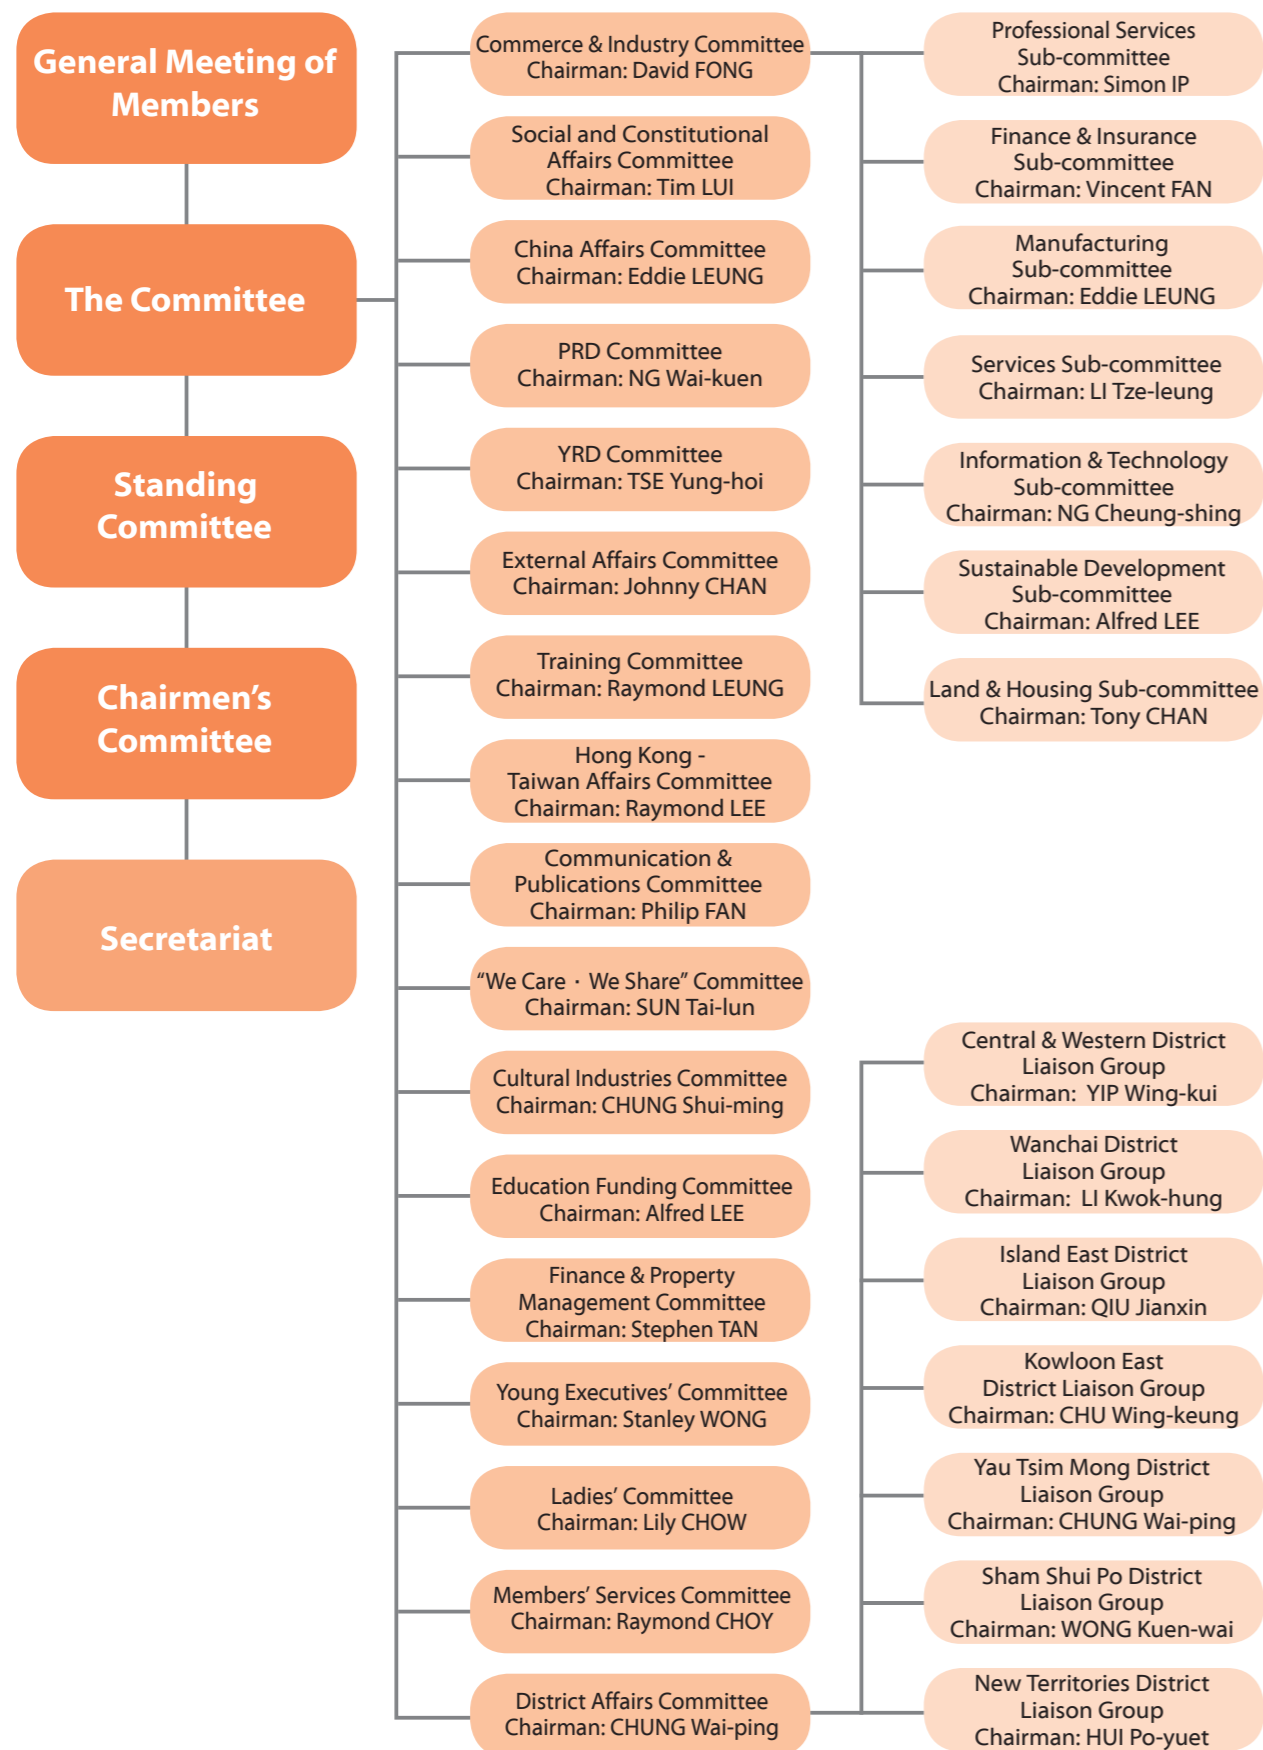 General Meeting of
Members
The Committee
Standing
Committee
Chairmen’s
Committee
Secretariat
Commerce & Industry Committee
Chairman: David FONG
Social and Constitutional
Affairs Committee
Chairman: Tim LUI
China Affairs Committee
Chairman: Eddie LEUNG
PRD Committee
Chairman: NG Wai-kuen
YRD Committee
Chairman: TSE Yung-hoi
External Affairs Committee
Chairman: Johnny CHAN
Training Committee
Chairman: Raymond LEUNG
Hong Kong -
Taiwan Affairs Committee
Chairman: Raymond LEE
Communication &
Publications Committee
Chairman: Philip FAN
“We Care · We Share” Committee
Chairman: SUN Tai-lun
Cultural Industries Committee
Chairman: CHUNG Shui-ming
Education Funding Committee
Chairman: Alfred LEE
Finance & Property
Management Committee
Chairman: Stephen TAN
Young Executives’ Committee
Chairman: Stanley WONG
Ladies’ Committee
Chairman: Lily CHOW
Members’ Services Committee
Chairman: Raymond CHOY
District Affairs Committee
Chairman: CHUNG Wai-ping
Professional Services
Sub-committee
Chairman: Simon IP
Finance & Insurance
Sub-committee
Chairman: Vincent FAN
Manufacturing
Sub-committee
Chairman: Eddie LEUNG
Services Sub-committee
Chairman: LI Tze-leung
Information & Technology
Sub-committee
Chairman: NG Cheung-shing
Sustainable Development
Sub-committee
Chairman: Alfred LEE
Land & Housing Sub-committee
Chairman: Tony CHAN
Central & Western District
Liaison Group
Chairman: YIP Wing-kui
Wanchai District
Liaison Group
Chairman: LI Kwok-hung
Island East District
Liaison Group
Chairman: QIU Jianxin
Kowloon East
District Liaison Group
Chairman: CHU Wing-keung
Yau Tsim Mong District
Liaison Group
Chairman: CHUNG Wai-ping
Sham Shui Po District
Liaison Group
Chairman: WONG Kuen-wai
New Territories District
Liaison Group
Chairman: HUI Po-yuet